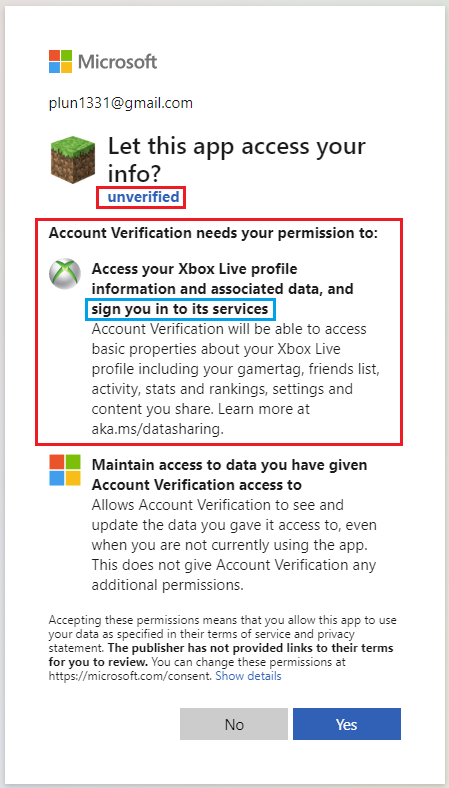 Microsoft
plun1331@gmail.com
Let this app access your
info?
unverified
Account Verification needs your permission to:
Access your Xbox Live profile
information and associated data, and
sign you in to its services
Account Verification will be able to access
basic properties about your Xbox Live
profile including your gamertag, friends list,
activity, stats and rankings, settings and
content you share. Learn more at
aka.ms/datasharing.
Maintain access to data you have given
Account Verification access to
Allows Account Verification to see and
update the data you gave it access to, even
when you are not currently using the app.
This does not give Account Verification any
additional permissions.
Accepting these permissions means that you allow this app to use
your data as specified in their terms of service and privacy
statement. The publisher has not provided links to their terms
for you to review. You can change these permissions at
https://microsoft.com/consent. Show details
No Yes